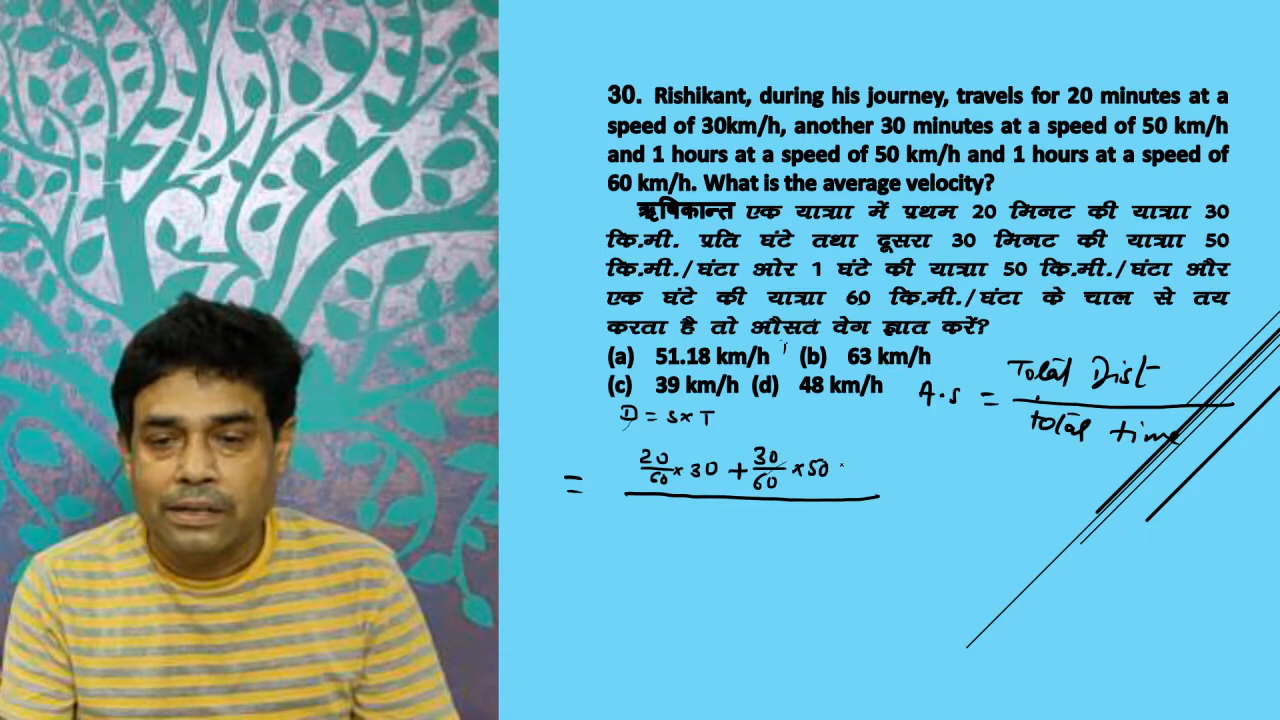 30. Rishikant, during his journey, travels for 20 minutes at a
speed of 30km/h, another 30 minutes at a speed of 50 km/h
and 1 hours at a speed of 50 km/h and 1 hours at a speed of
60 km/h. What is the average velocity?
ऋषिकान्त एक यात्राा में प्रथम 20 मिनट की यात्राा 30
कि.मी. प्रति घंटे तथा दूसरा 30 मिनट की यात्राा 50
कि.मी./घंटा ओर 1 घंटे की यात्राा 50 कि.मी./घंटा और
एक घंटे की यात्राा 60 कि.मी./घंटा के चाल से तय
करता है तो औसत वेग ज्ञात करें?
(a) 51.18 km/h (b) 63 km/h
(c) 39 km/h (d) 48 km/h
A.S = Total Dist / total time
D = S×T
= 20/60 × 30 + 30/60 × 50